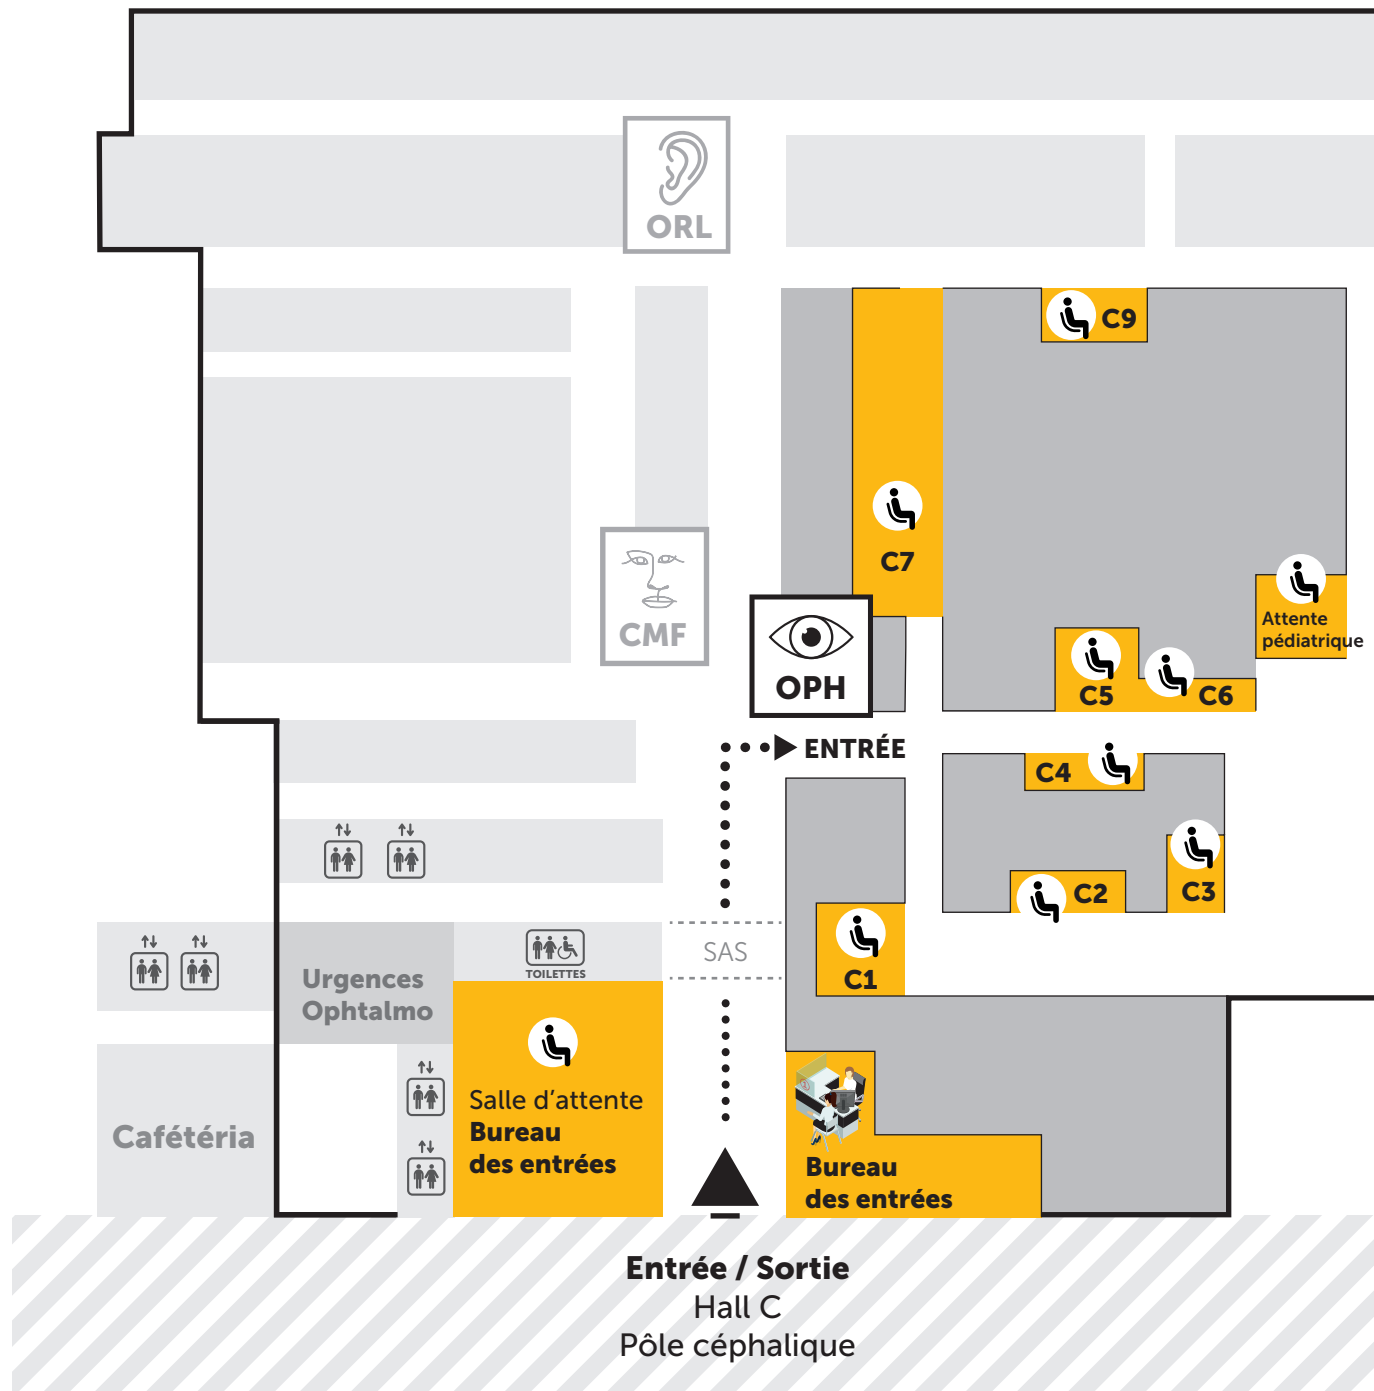 ORL
C9
C7
CMF
Attente
pédiatrique
OPH
C5
C6
ENTRÉE
C4
C2
C3
SAS
C1
TOILETTES
Urgences
Ophtalmo
Salle d'attente
Bureau
des entrées
Cafétéria
Bureau
des entrées
Entrée / Sortie
Hall C
Pôle céphalique